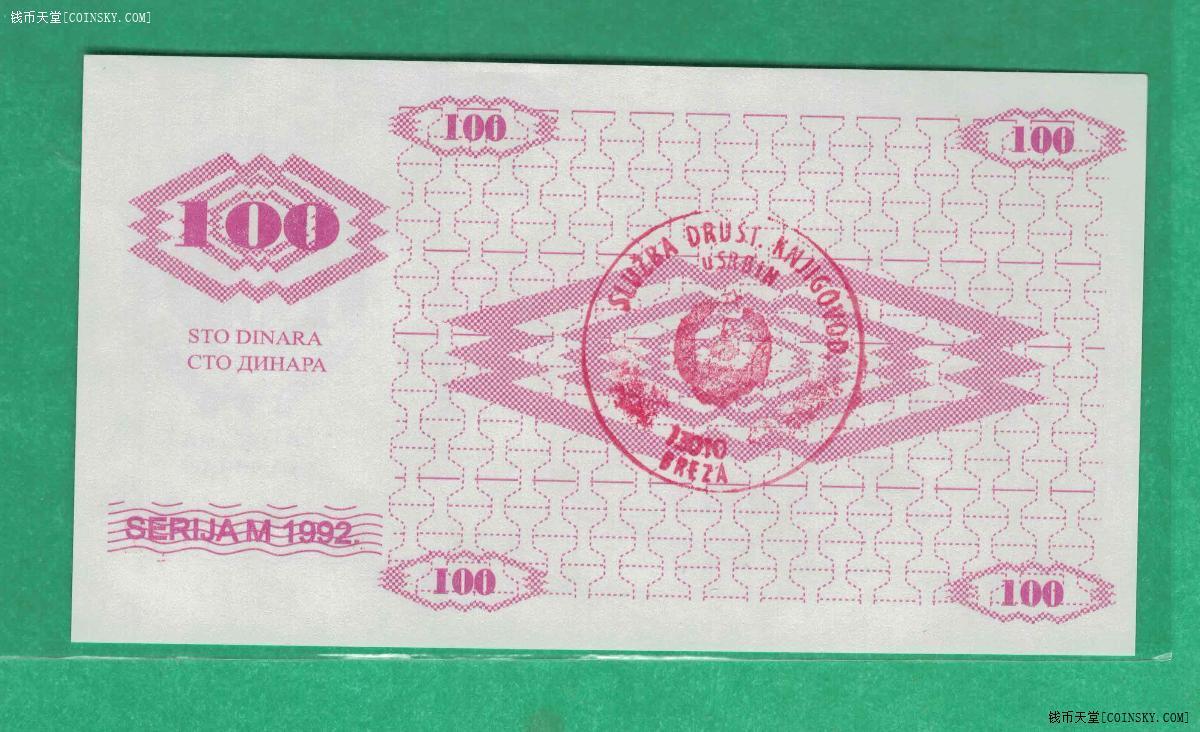 钱币天堂[COINSKY.COM]
100
100
100
STO DINARA
СТО ДИНАРА
SLUŽBA DRUŠT. KNJIGOVOD
U SRBIH
BREZA
SERIJA M 1992.
100
100
钱币天堂[COINSKY.COM]